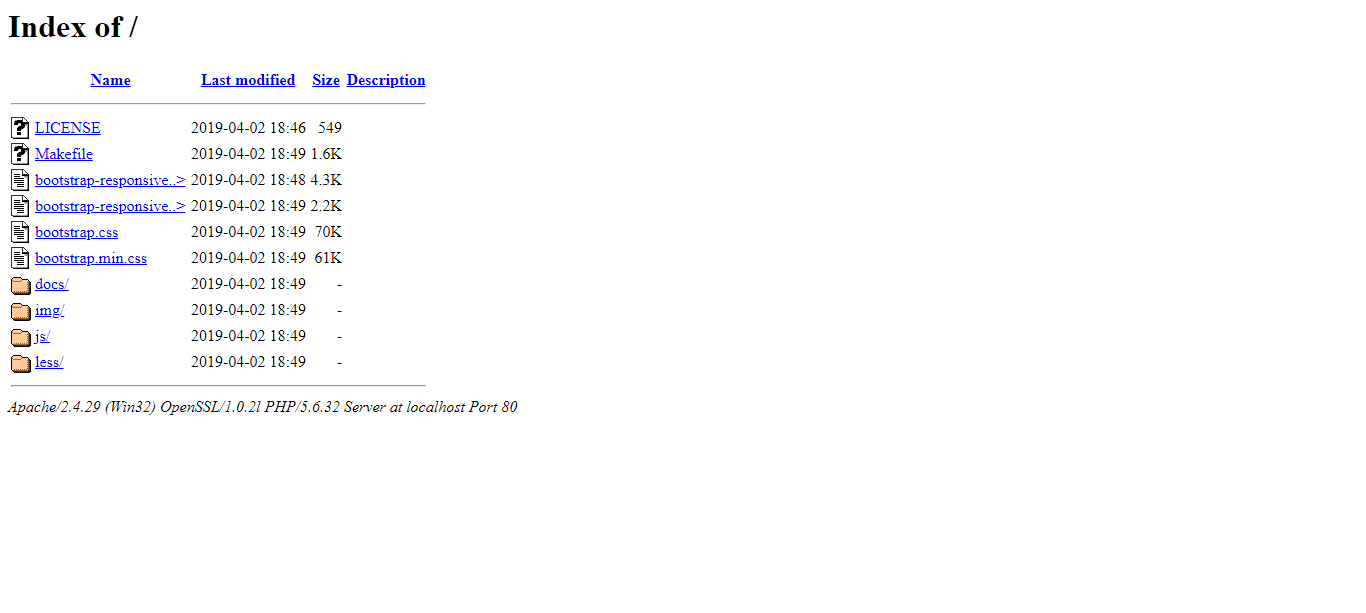 Index of /
Name Last modified Size Description
LICENSE 2019-04-02 18:46 549
Makefile 2019-04-02 18:49 1.6K
bootstrap-responsive..> 2019-04-02 18:48 4.3K
bootstrap-responsive..> 2019-04-02 18:49 2.2K
bootstrap.css 2019-04-02 18:49 70K
bootstrap.min.css 2019-04-02 18:49 61K
docs/ 2019-04-02 18:49 -
img/ 2019-04-02 18:49 -
js/ 2019-04-02 18:49 -
less/ 2019-04-02 18:49 -
Apache/2.4.29 (Win32) OpenSSL/1.0.2l PHP/5.6.32 Server at localhost Port 80